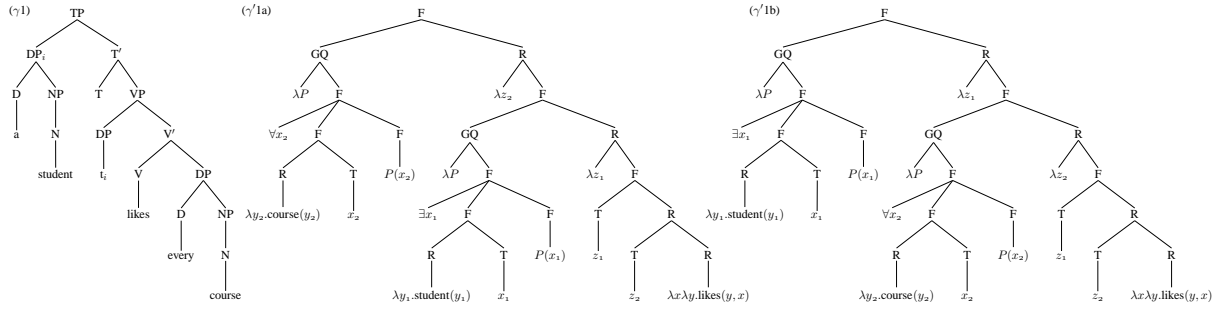 (γ1) TP (γ′1a) F (γ′1b) F
DPᵢ T′ GQ R GQ R
D NP T VP λP F λz₂ F λP F λz₁ F
a N DP V′ ∀x₂ F F GQ R ∃x₁ F F GQ R
student tᵢ V DP R T P(x₂) λP F λz₁ F R T P(x₁) λP F λz₂ F
likes D NP λy₂.course(y₂) x₂ ∃x₁ F F T R λy₁.student(y₁) x₁ ∀x₂ F F T R
every N R T P(x₁) z₁ T R R T P(x₂) z₁ T R
course λy₁.student(y₁) x₁ z₂ λxλy.likes(y, x) λy₂.course(y₂) x₂ z₂ λxλy.likes(y, x)